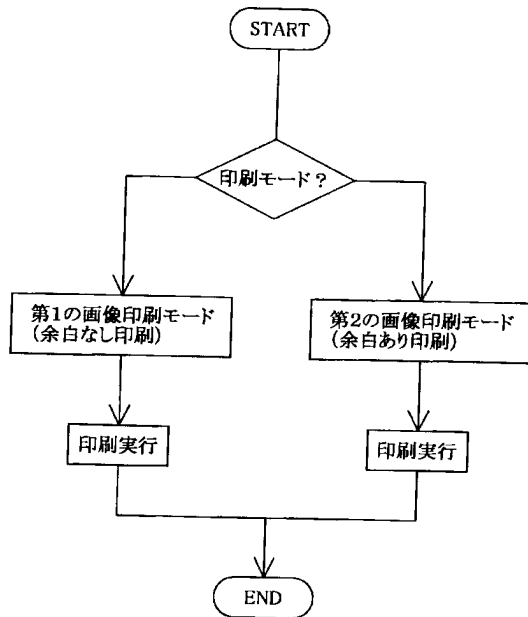 START
印刷モード?
第1の画像印刷モード
(余白なし印刷)
第2の画像印刷モード
(余白あり印刷)
印刷実行
印刷実行
END